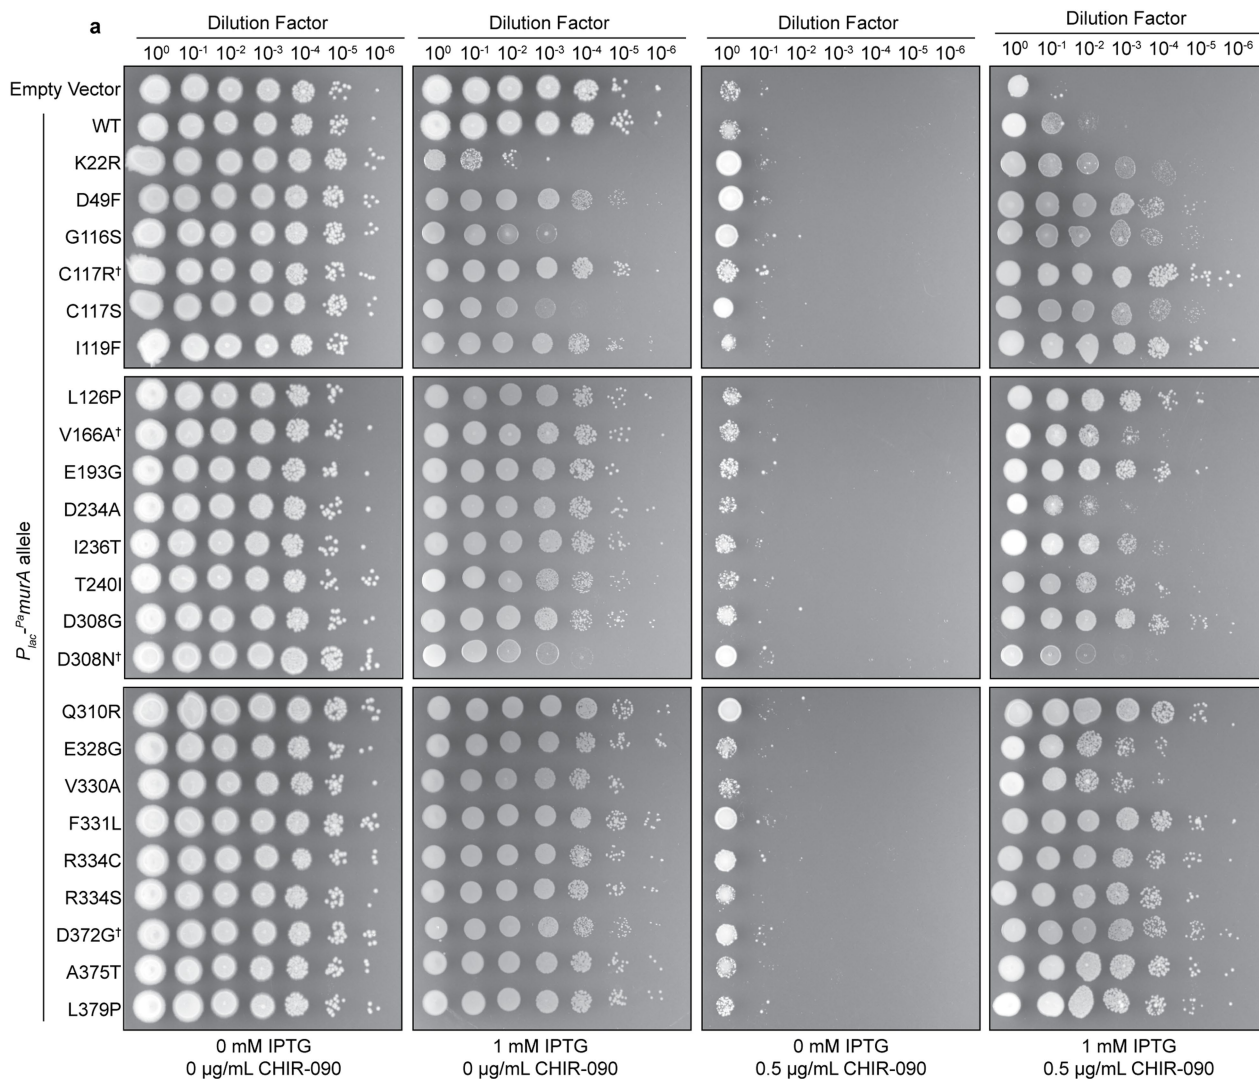 a
Dilution Factor Dilution Factor Dilution Factor Dilution Factor
10⁰ 10⁻¹ 10⁻² 10⁻³ 10⁻⁴ 10⁻⁵ 10⁻⁶ 10⁰ 10⁻¹ 10⁻² 10⁻³ 10⁻⁴ 10⁻⁵ 10⁻⁶ 10⁰ 10⁻¹ 10⁻² 10⁻³ 10⁻⁴ 10⁻⁵ 10⁻⁶ 10⁰ 10⁻¹ 10⁻² 10⁻³ 10⁻⁴ 10⁻⁵ 10⁻⁶
Empty Vector
WT
K22R
D49F
G116S
C117R†
C117S
I119F
L126P
V166A†
E193G
D234A
I236T
T240I
D308G
D308N†
Q310R
E328G
V330A
F331L
R334C
R334S
D372G†
A375T
L379P
Plac-PamurA allele
0 mM IPTG 1 mM IPTG 0 mM IPTG 1 mM IPTG
0 µg/mL CHIR-090 0 µg/mL CHIR-090 0.5 µg/mL CHIR-090 0.5 µg/mL CHIR-090